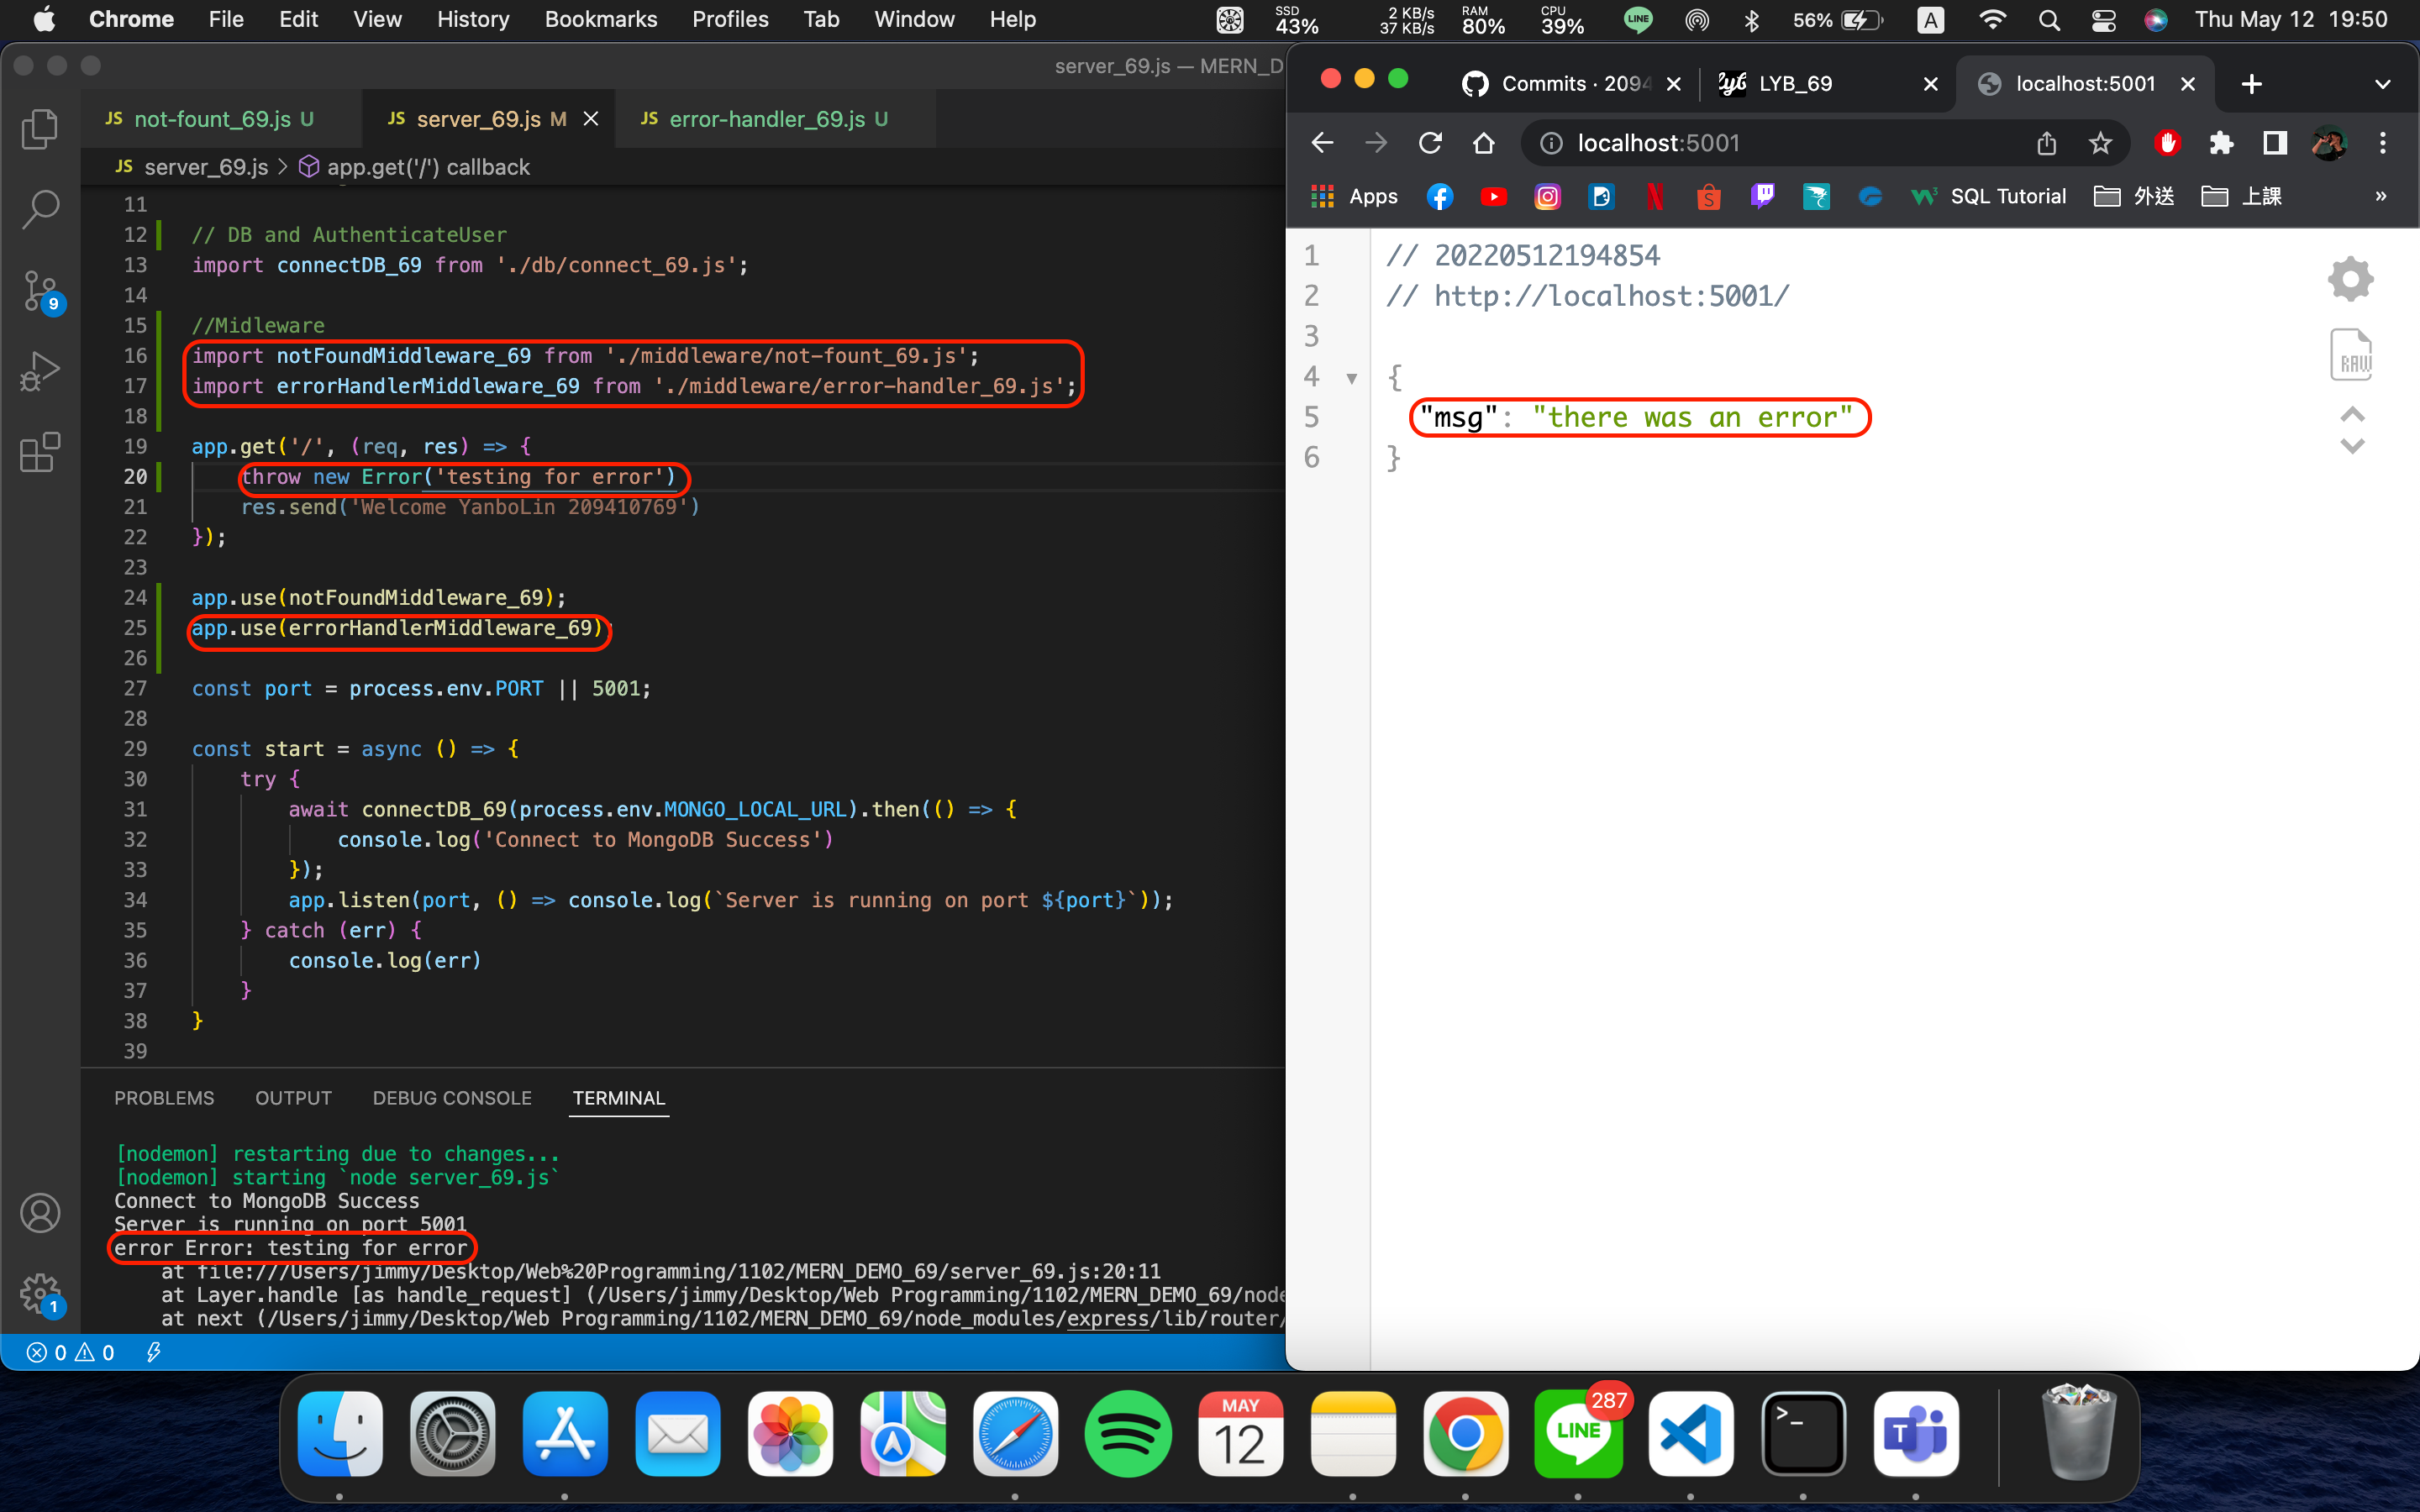 Chrome File Edit View History Bookmarks Profiles Tab Window Help SSD 43% 2 KB/s 37 KB/s RAM 80% CPU 39% LINE 56% A Thu May 12 19:50
server_69.js — MERN_D
JS not-fount_69.js U JS server_69.js M JS error-handler_69.js U
JS server_69.js > app.get('/') callback
11
12 // DB and AuthenticateUser
13 import connectDB_69 from './db/connect_69.js';
14
15 //Midleware
16 import notFoundMiddleware_69 from './middleware/not-fount_69.js';
17 import errorHandlerMiddleware_69 from './middleware/error-handler_69.js';
18
19 app.get('/', (req, res) => {
20 throw new Error('testing for error')
21 res.send('Welcome YanboLin 209410769')
22 });
23
24 app.use(notFoundMiddleware_69);
25 app.use(errorHandlerMiddleware_69);
26
27 const port = process.env.PORT || 5001;
28
29 const start = async () => {
30 try {
31 await connectDB_69(process.env.MONGO_LOCAL_URL).then(() => {
32 console.log('Connect to MongoDB Success')
33 });
34 app.listen(port, () => console.log(`Server is running on port ${port}`));
35 } catch (err) {
36 console.log(err)
37 }
38 }
39
9
1
PROBLEMS OUTPUT DEBUG CONSOLE TERMINAL
[nodemon] restarting due to changes...
[nodemon] starting `node server_69.js`
Connect to MongoDB Success
Server is running on port 5001
error Error: testing for error
at file:///Users/jimmy/Desktop/Web%20Programming/1102/MERN_DEMO_69/server_69.js:20:11
at Layer.handle [as handle_request] (/Users/jimmy/Desktop/Web Programming/1102/MERN_DEMO_69/node
at next (/Users/jimmy/Desktop/Web Programming/1102/MERN_DEMO_69/node_modules/express/lib/router/
0 0
Commits · 2094 LYB_69 localhost:5001
localhost:5001
Apps SQL Tutorial 外送 上課 »
1 // 20220512194854
2 // http://localhost:5001/
3
4 {
5 "msg": "there was an error"
6 }
RAW
MAY
12
LINE
287
T